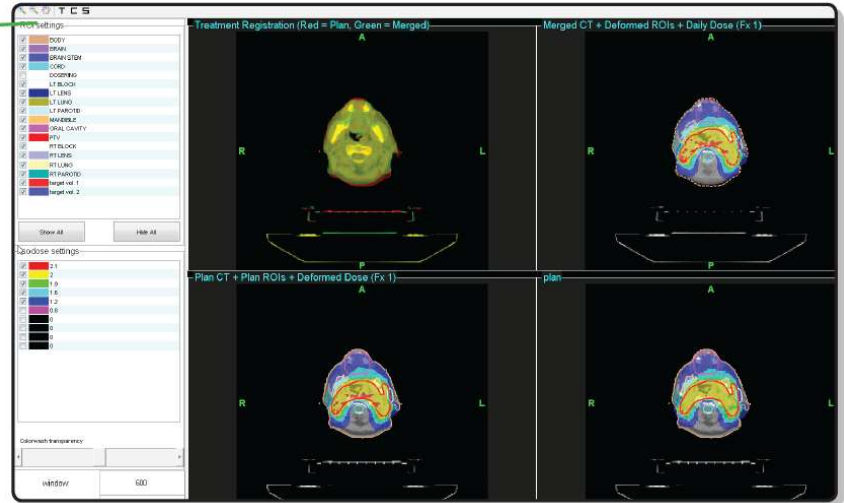 T C S
ROI settings
BODY
BRAIN
BRAIN STEM
CORD
DOSERING
LT BLOCK
LT LENS
LT LUNG
LT PAROTID
MANDIBLE
ORAL CAVITY
PTV
RT BLOCK
RT LENS
RT LUNG
RT PAROTID
target vol. 1
target vol. 2
Show All
Hide All
Isodose settings
2.1
2
1.9
1.6
1.2
0.8
0
0
0
0
Colorwash transparency
window
600
Treatment Registration (Red = Plan, Green = Merged)
A
R
L
P
Merged CT + Deformed ROIs + Daily Dose (Fx 1)
A
R
L
P
Plan CT + Plan ROIs + Deformed Dose (Fx 1)
A
R
L
plan
A
R
L